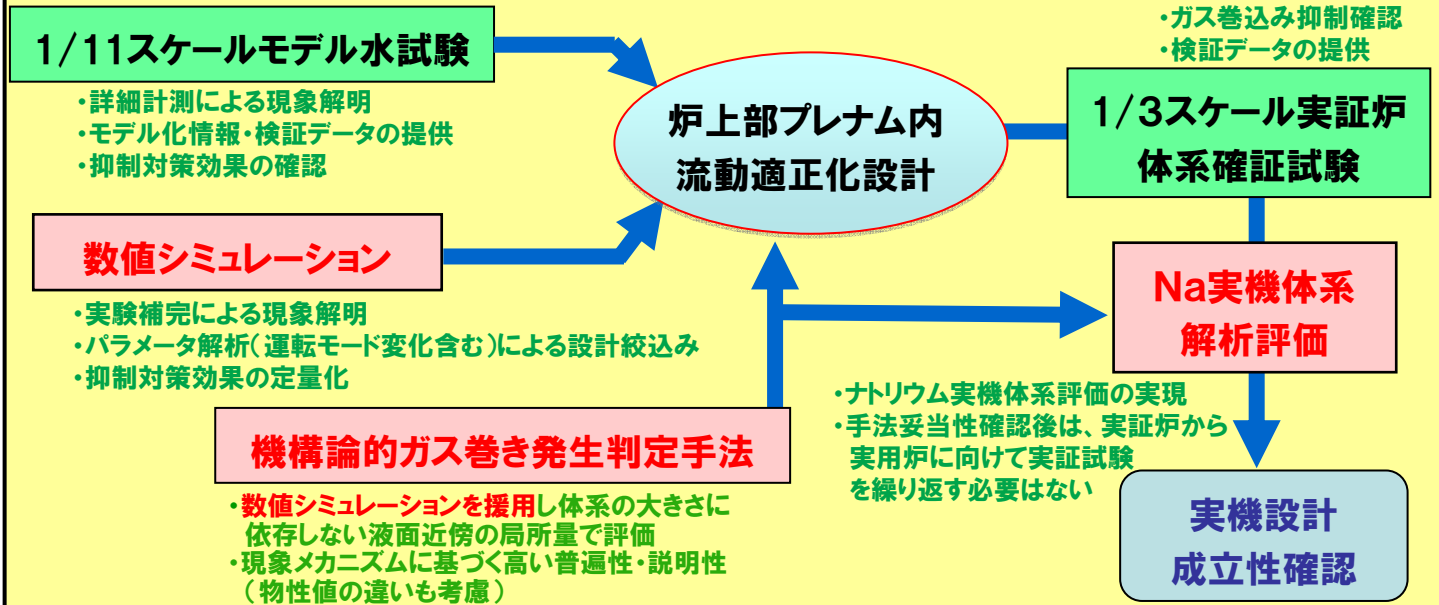 1/11スケールモデル水試験
・詳細計測による現象解明
・モデル化情報・検証データの提供
・抑制対策効果の確認
数値シミュレーション
・実験補完による現象解明
・パラメータ解析(運転モード変化含む)による設計絞込み
・抑制対策効果の定量化
機構論的ガス巻き発生判定手法
・数値シミュレーションを援用し体系の大きさに
依存しない液面近傍の局所量で評価
・現象メカニズムに基づく高い普遍性・説明性
(物性値の違いも考慮)
炉上部プレナム内
流動適正化設計
・ガス巻込み抑制確認
・検証データの提供
1/3スケール実証炉
体系確証試験
Na実機体系
解析評価
・ナトリウム実機体系評価の実現
・手法妥当性確認後は、実証炉から
実用炉に向けて実証試験
を繰り返す必要はない
実機設計
成立性確認